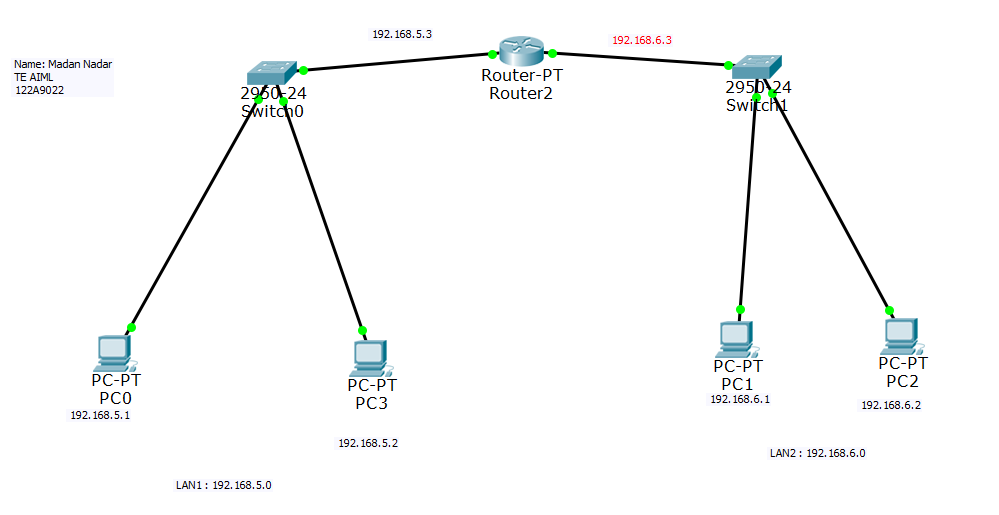 192.168.5.3
192.168.6.3
Name: Madan Nadar
TE AIML
122A9022
Router-PT
Router2
2950-24
Switch0
2950-24
Switch1
PC-PT
PC0
192.168.5.1
PC-PT
PC3
192.168.5.2
PC-PT
PC1
192.168.6.1
PC-PT
PC2
192.168.6.2
LAN1 : 192.168.5.0
LAN2 : 192.168.6.0